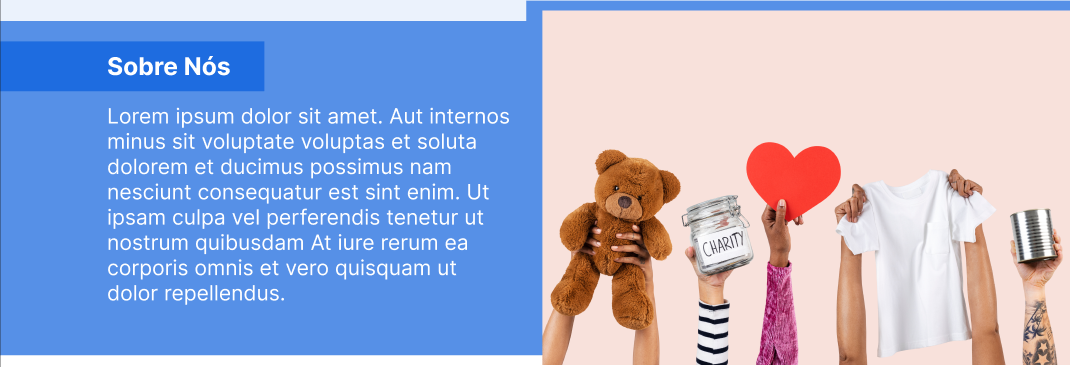 Sobre Nós
Lorem ipsum dolor sit amet. Aut internos
minus sit voluptate voluptas et soluta
dolorem et ducimus possimus nam
nesciunt consequatur est sint enim. Ut
ipsam culpa vel perferendis tenetur ut
nostrum quibusdam At iure rerum ea
corporis omnis et vero quisquam ut
dolor repellendus.
CHARITY